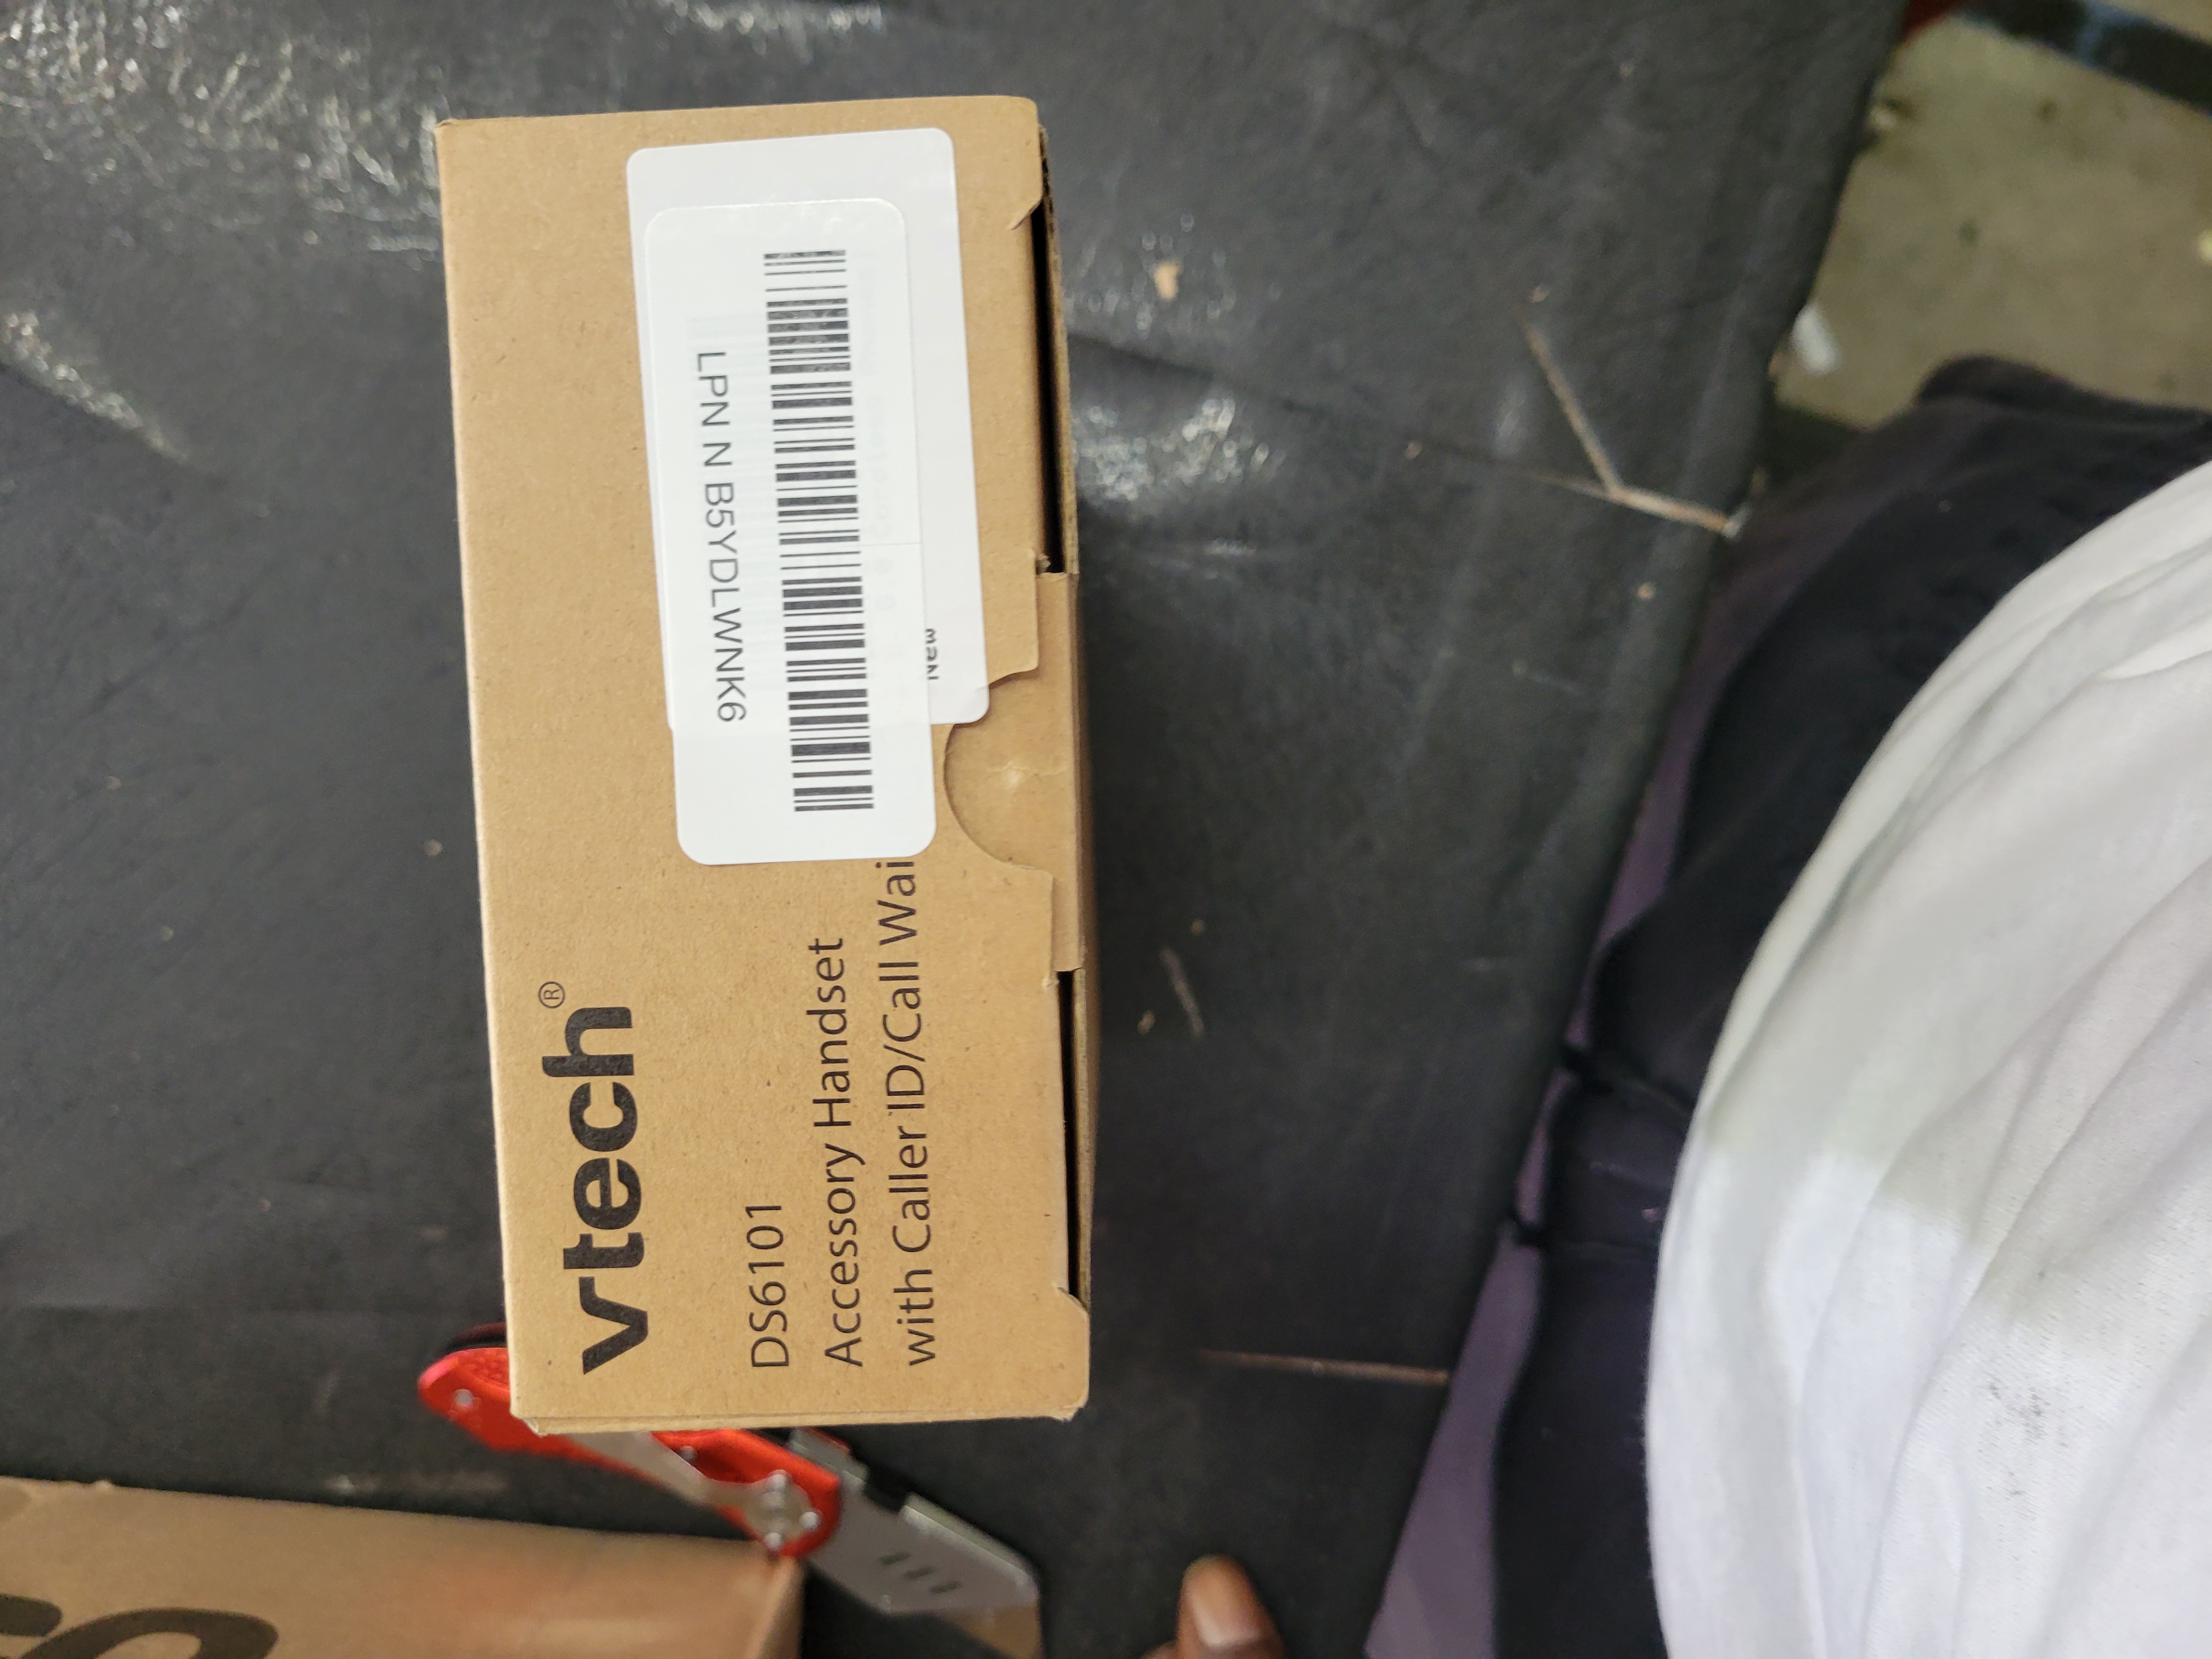 vtech®
DS6101
Accessory Handset
with Caller ID/Call Wai
LPN N B5YDLWNK6
New